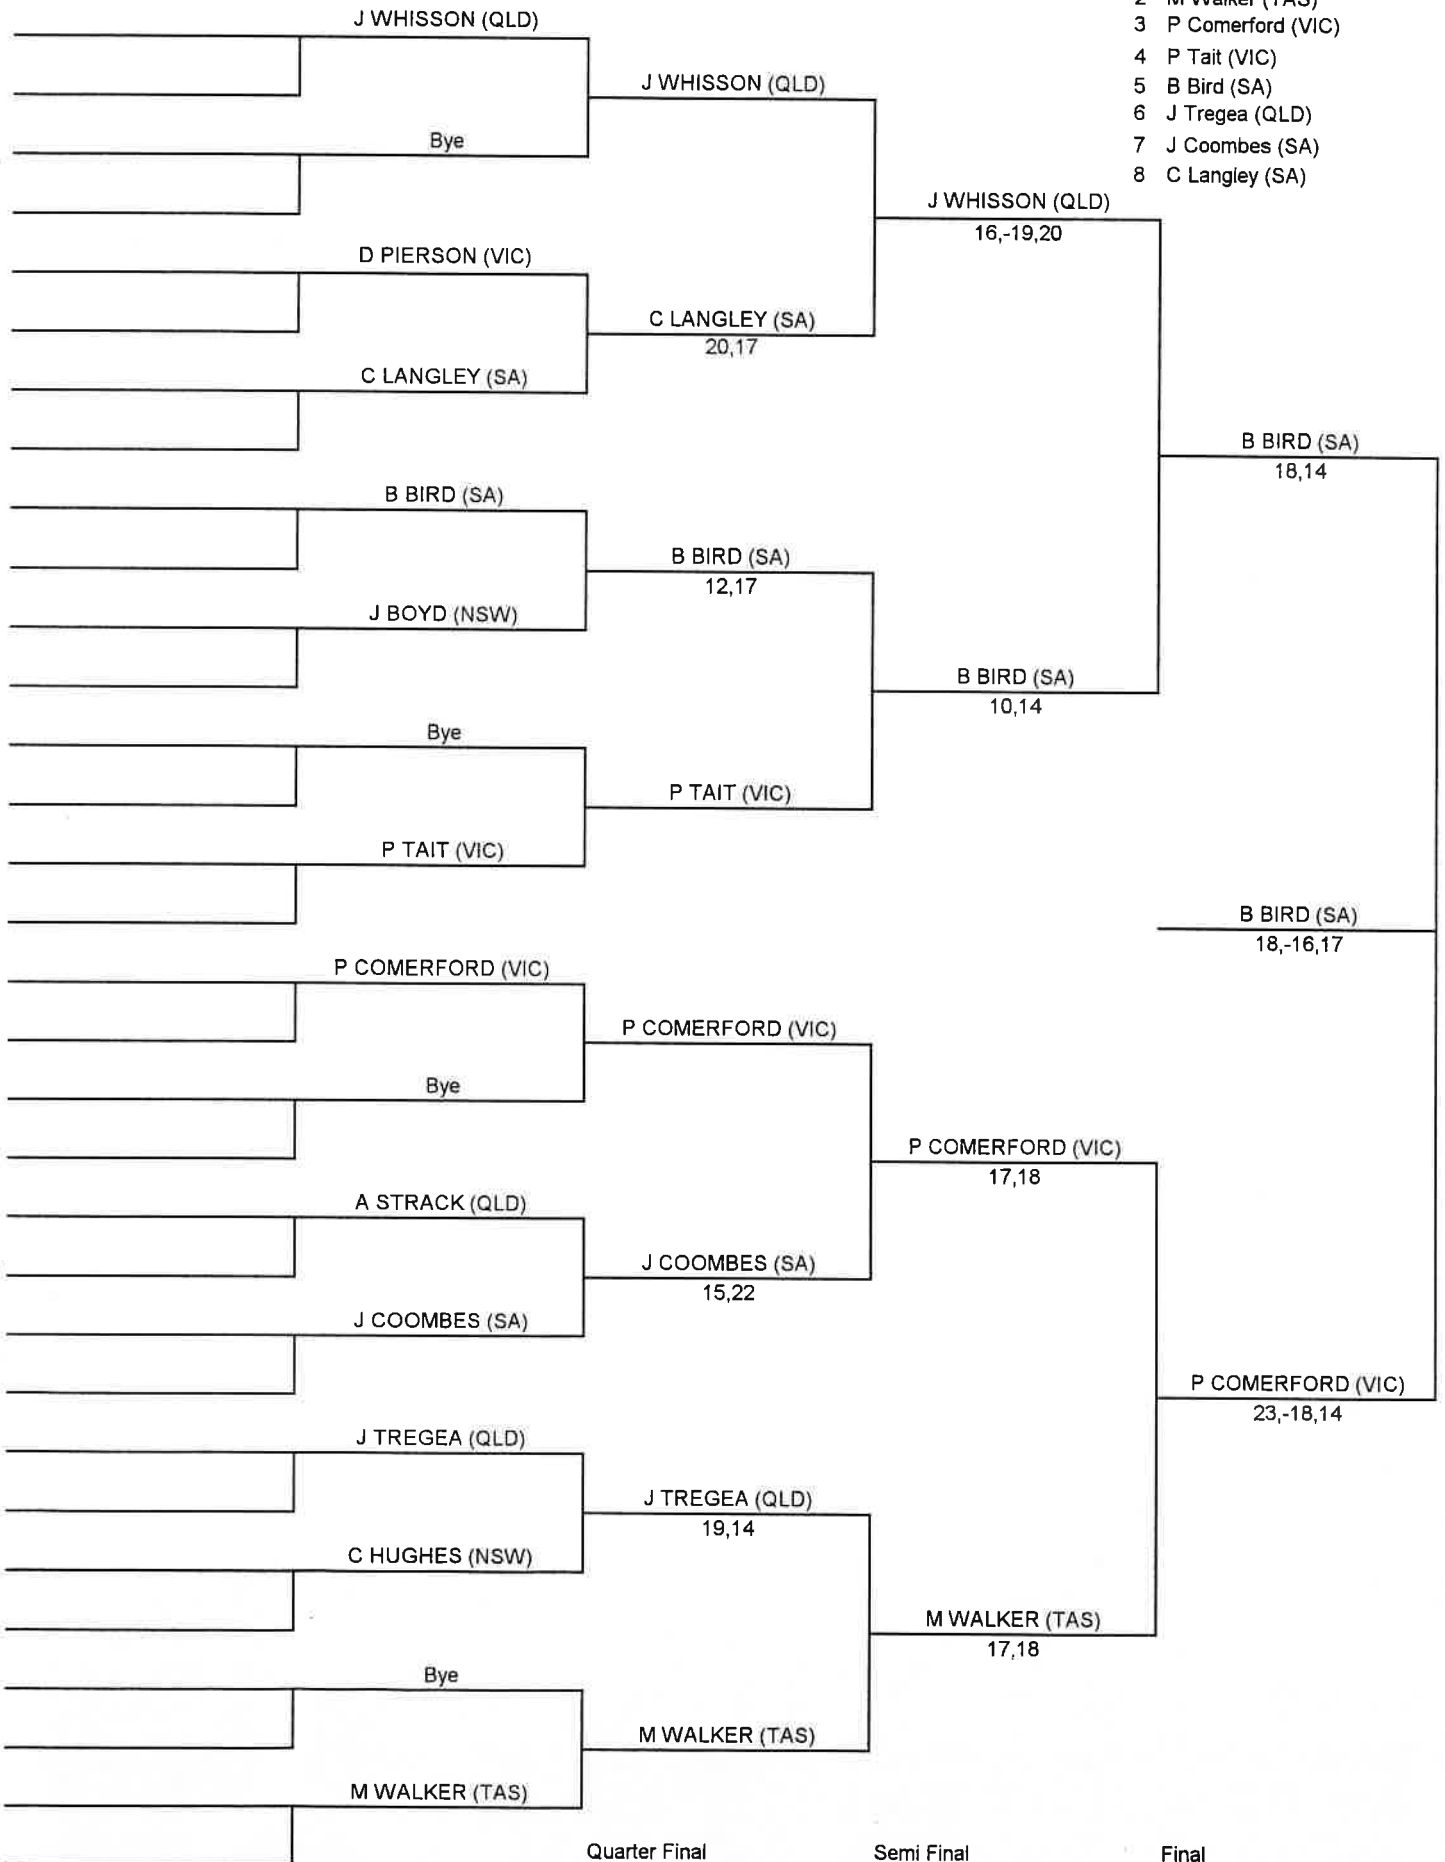 J WHISSON (QLD)
3 P Comerford (VIC)
4 P Tait (VIC)
J WHISSON (QLD)
5 B Bird (SA)
6 J Tregea (QLD)
Bye
7 J Coombes (SA)
8 C Langley (SA)
J WHISSON (QLD)
16,-19,20
D PIERSON (VIC)
C LANGLEY (SA)
20,17
C LANGLEY (SA)
B BIRD (SA)
18,14
B BIRD (SA)
B BIRD (SA)
12,17
J BOYD (NSW)
B BIRD (SA)
10,14
Bye
P TAIT (VIC)
P TAIT (VIC)
B BIRD (SA)
18,-16,17
P COMERFORD (VIC)
P COMERFORD (VIC)
Bye
P COMERFORD (VIC)
17,18
A STRACK (QLD)
J COOMBES (SA)
15,22
J COOMBES (SA)
P COMERFORD (VIC)
23,-18,14
J TREGEA (QLD)
J TREGEA (QLD)
19,14
C HUGHES (NSW)
M WALKER (TAS)
17,18
Bye
M WALKER (TAS)
M WALKER (TAS)
Quarter Final Semi Final Final